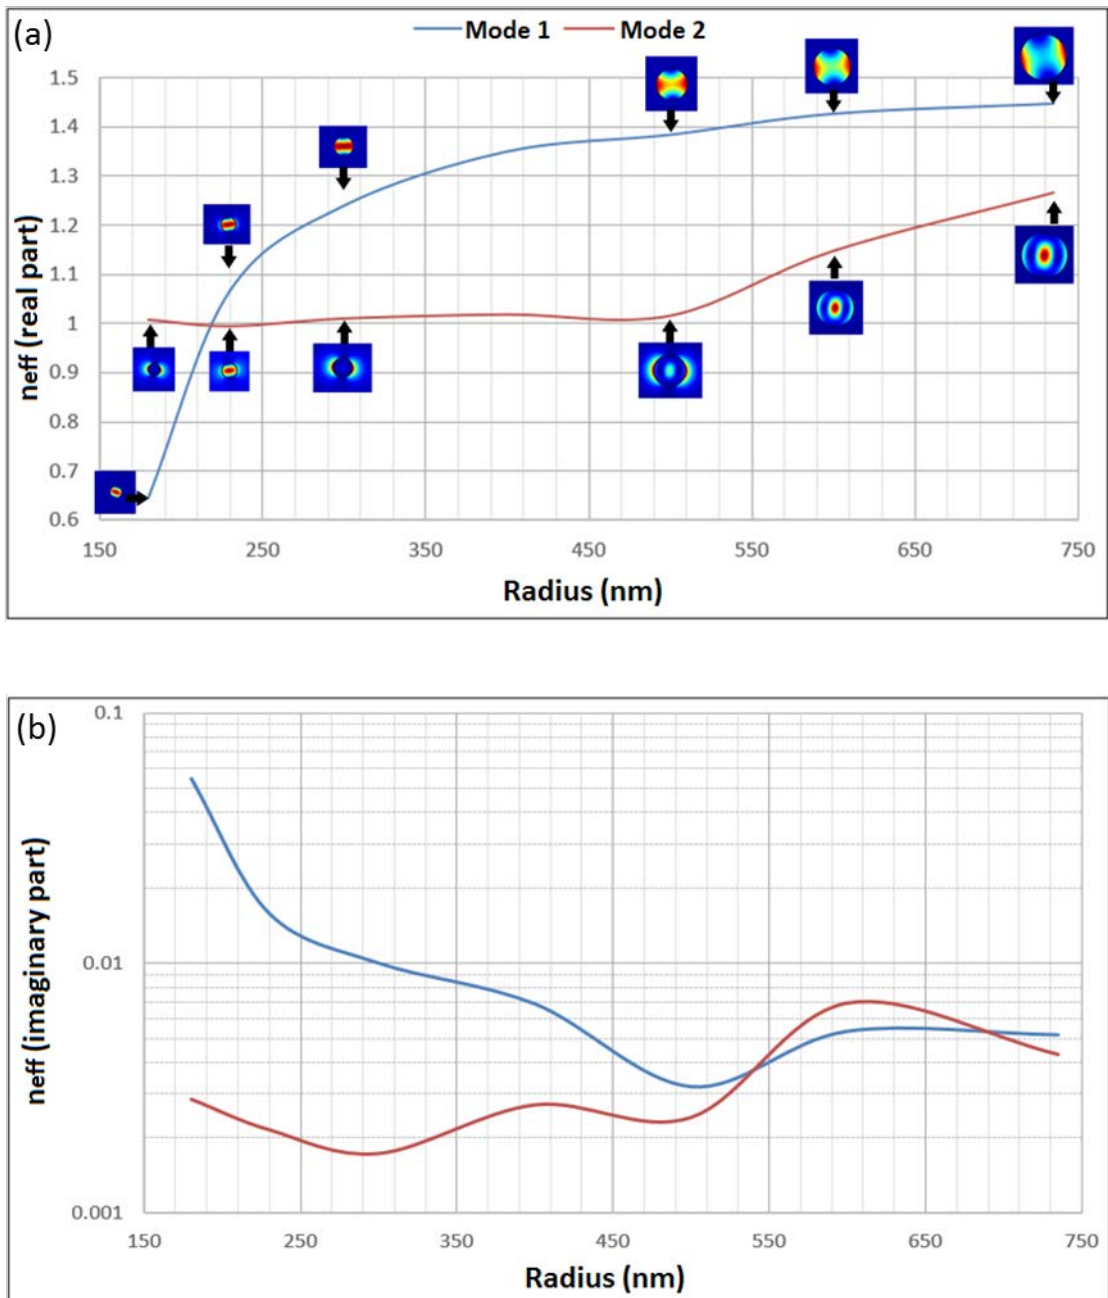 (a)
Mode 1 Mode 2
neff (real part)
1.5
1.4
1.3
1.2
1.1
1
0.9
0.8
0.7
0.6
150 250 350 450 550 650 750
Radius (nm)
(b)
neff (imaginary part)
0.1
0.01
0.001
150 250 350 450 550 650 750
Radius (nm)